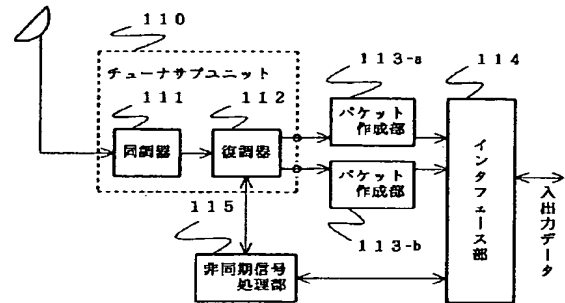 110
チューナサブユニット
111
112
113-a
114
同調器
復調器
パケット
作成部
パケット
作成部
インタフェース部
入出力データ
115
113-b
非同期信号
処理部